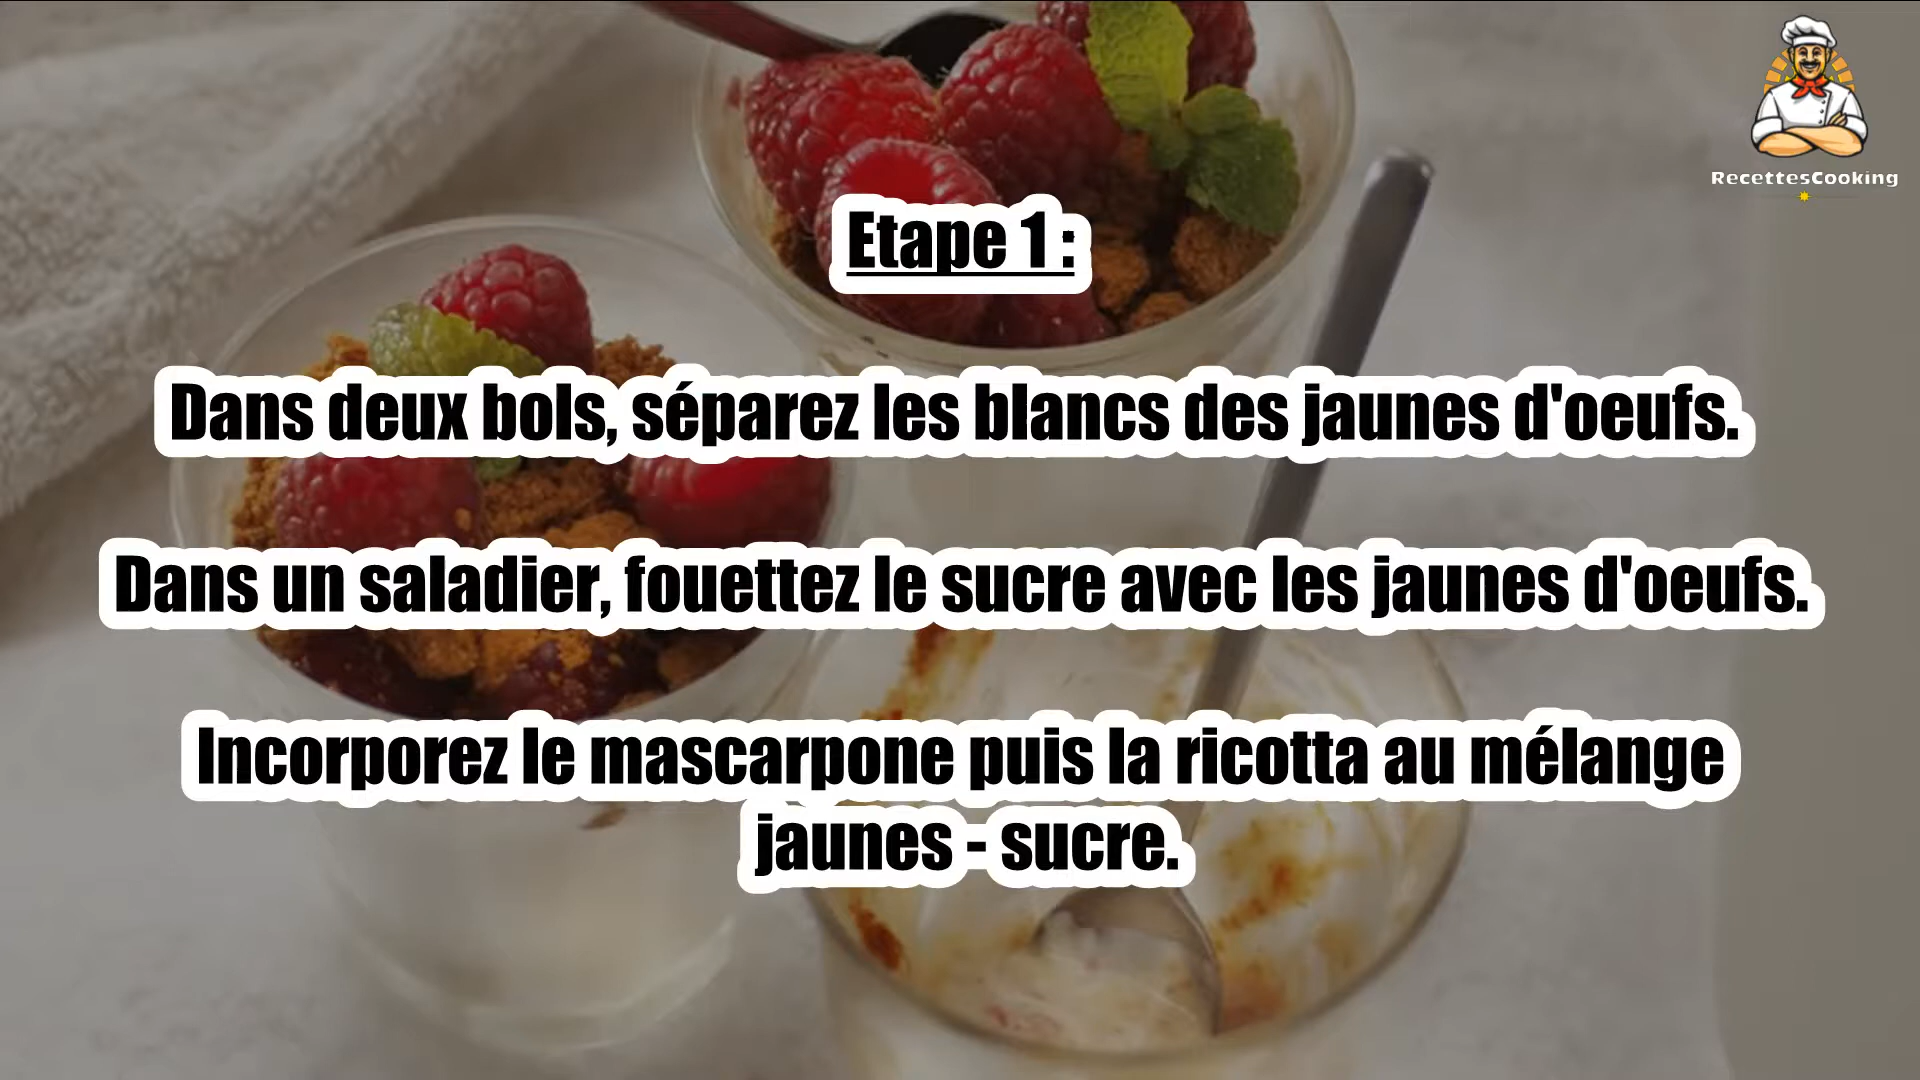 RecettesCooking
Etape 1 :
Dans deux bols, séparez les blancs des jaunes d'oeufs.
Dans un saladier, fouettez le sucre avec les jaunes d'oeufs.
Incorporez le mascarpone puis la ricotta au mélange
jaunes - sucre.